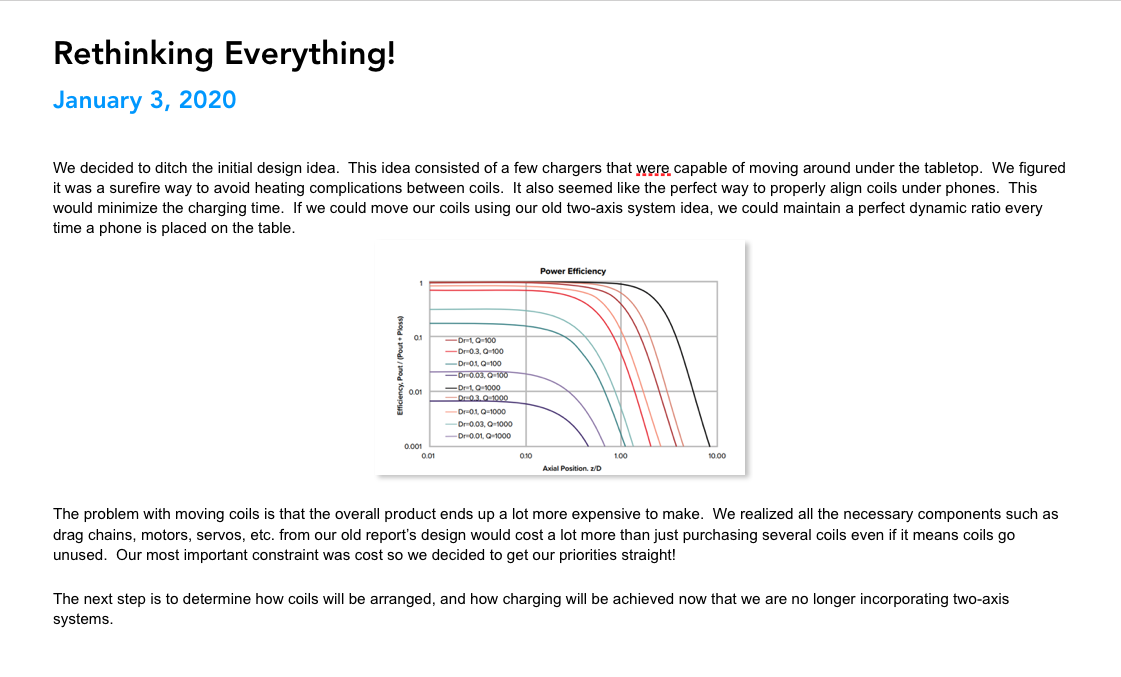 Rethinking Everything!
January 3, 2020
We decided to ditch the initial design idea.  This idea consisted of a few chargers that were capable of moving around under the tabletop.  We figured
it was a surefire way to avoid heating complications between coils.  It also seemed like the perfect way to properly align coils under phones.  This
would minimize the charging time.  If we could move our coils using our old two-axis system idea, we could maintain a perfect dynamic ratio every
time a phone is placed on the table.
Power Efficiency
Efficiency, Pout / (Pout + Ploss)
1
0.1
0.01
0.001
Dr=1, Q=100
Dr=0.3, Q=100
Dr=0.1, Q=100
Dr=0.03, Q=100
Dr=1, Q=1000
Dr=0.3, Q=1000
Dr=0.1, Q=1000
Dr=0.03, Q=1000
Dr=0.01, Q=1000
0.01
0.10
1.00
10.00
Axial Position. z/D
The problem with moving coils is that the overall product ends up a lot more expensive to make.  We realized all the necessary components such as
drag chains, motors, servos, etc. from our old report's design would cost a lot more than just purchasing several coils even if it means coils go
unused.  Our most important constraint was cost so we decided to get our priorities straight!
The next step is to determine how coils will be arranged, and how charging will be achieved now that we are no longer incorporating two-axis
systems.